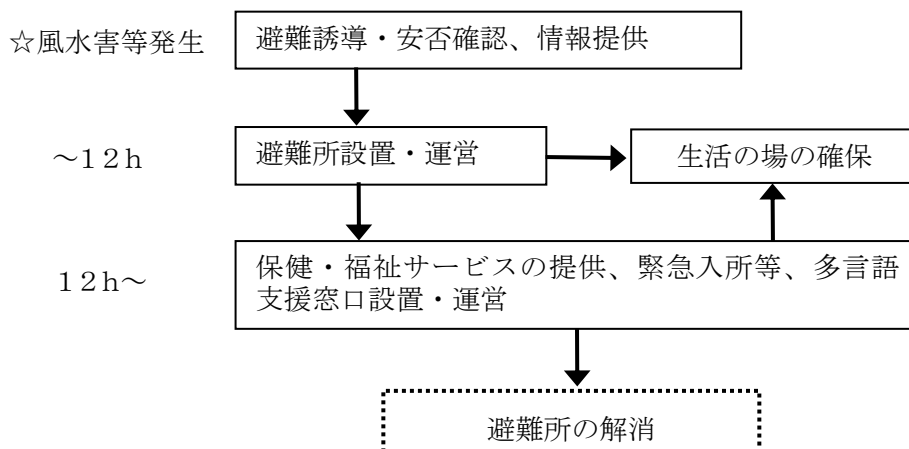 ☆風水害等発生
避難誘導・安否確認、情報提供
～１２ｈ
避難所設置・運営
生活の場の確保
１２ｈ～
保健・福祉サービスの提供、緊急入所等、多言語
支援窓口設置・運営
避難所の解消